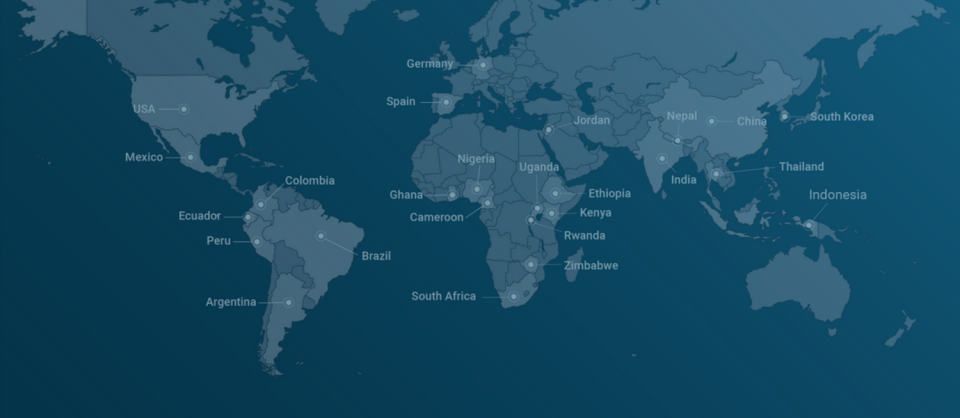 Germany
USA
Spain
Jordan
Nepal
China
South Korea
Mexico
Nigeria
Uganda
Thailand
Colombia
India
Ghana
Ethiopia
Indonesia
Ecuador
Cameroon
Kenya
Peru
Rwanda
Brazil
Zimbabwe
Argentina
South Africa